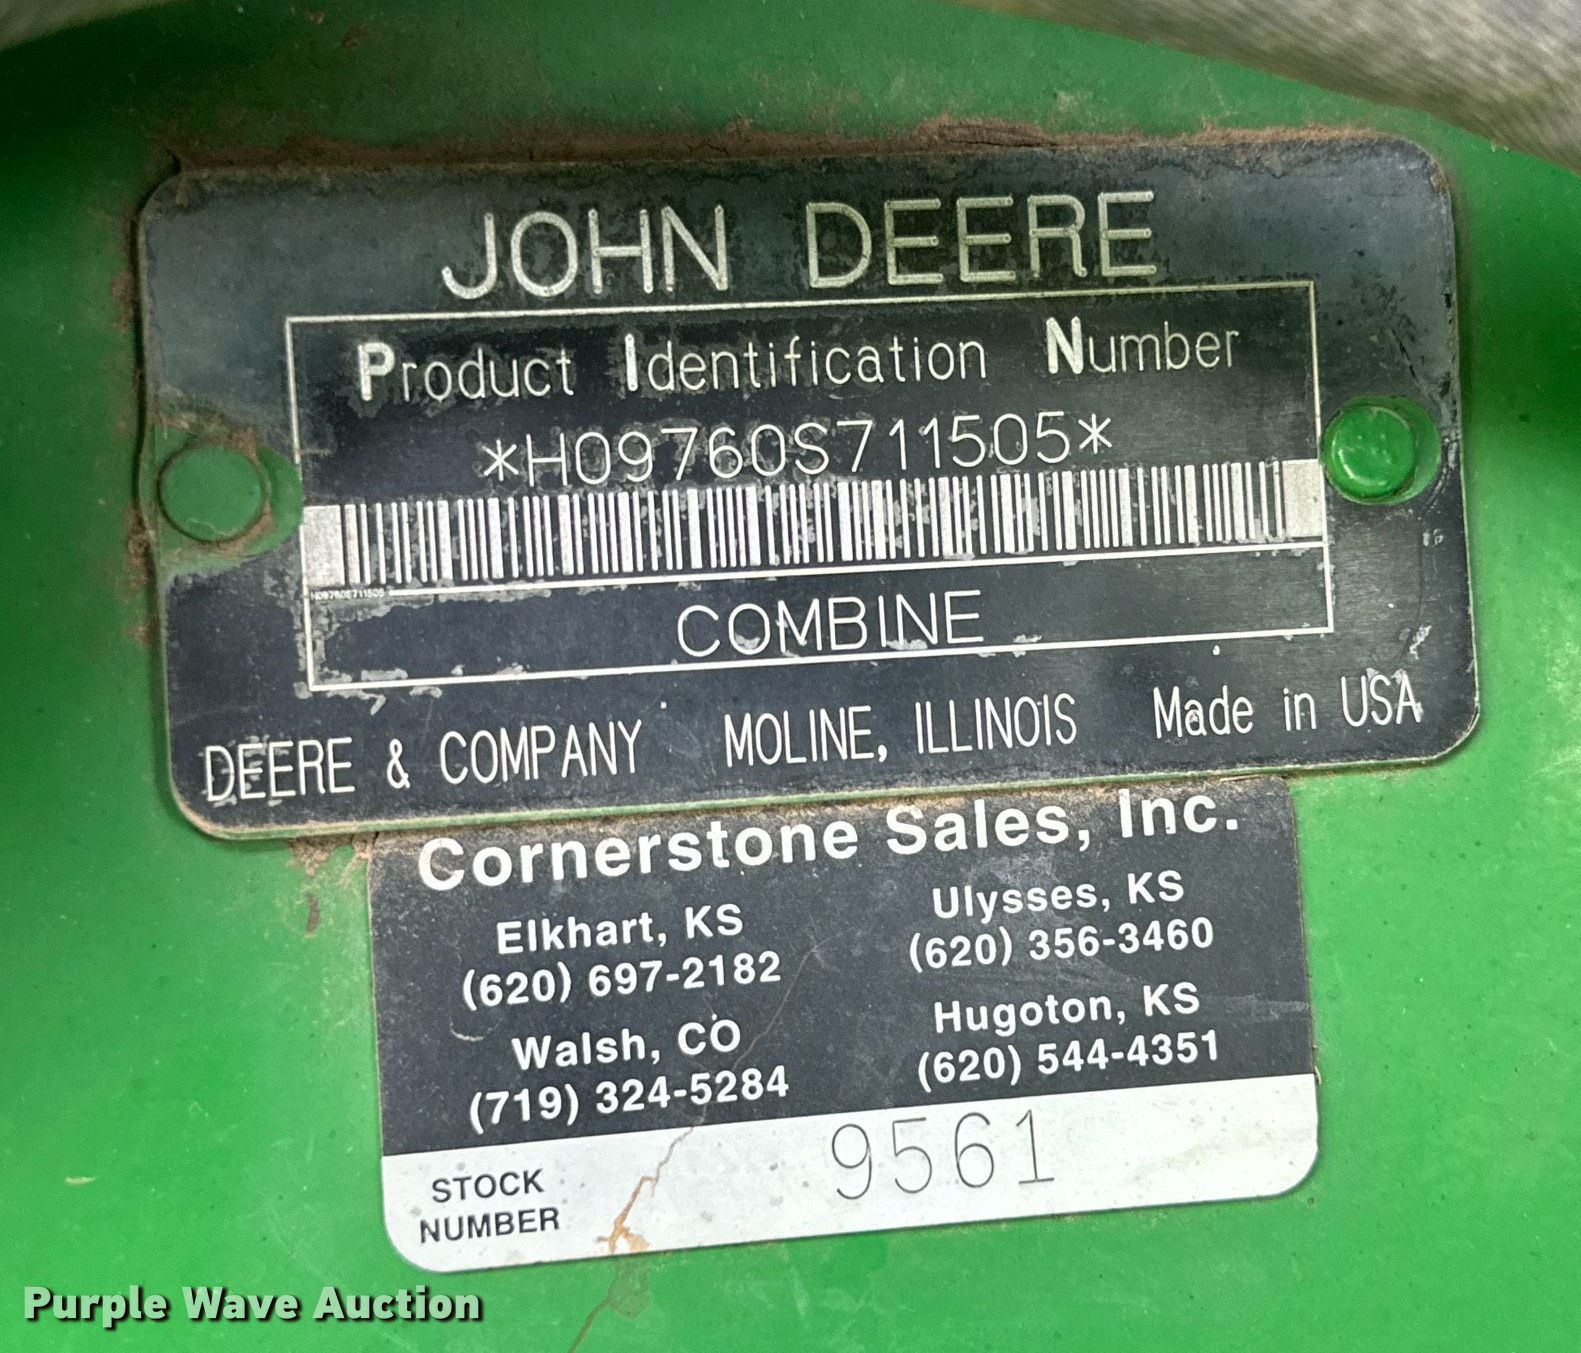 JOHN DEERE
Product Identification Number
*H09760S711505*
H09760S711505
COMBINE
DEERE & COMPANY MOLINE, ILLINOIS Made in USA
Cornerstone Sales, Inc.
Elkhart, KS
(620) 697-2182
Ulysses, KS
(620) 356-3460
Walsh, CO
(719) 324-5284
Hugoton, KS
(620) 544-4351
STOCK
NUMBER
9561
Purple Wave Auction